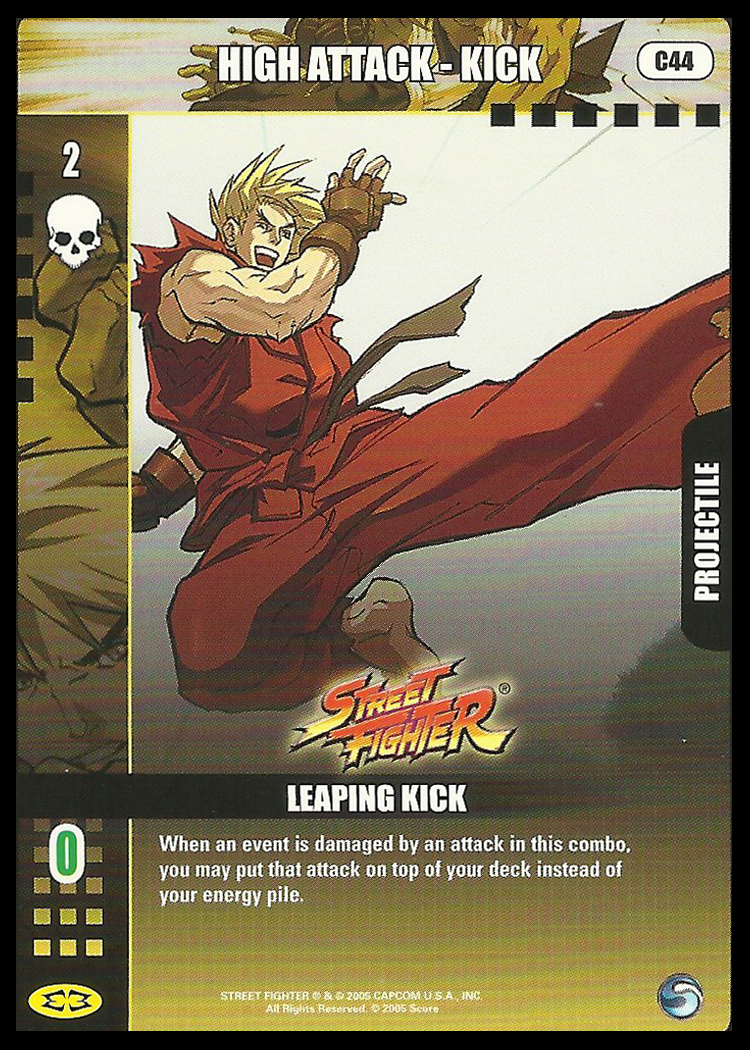 HIGH ATTACK - KICK
C44
2
PROJECTILE
STREET FIGHTER ®
LEAPING KICK
0
When an event is damaged by an attack in this combo,
you may put that attack on top of your deck instead of
your energy pile.
STREET FIGHTER ® & © 2005 CAPCOM U.S.A., INC.
All Rights Reserved. © 2005 Score